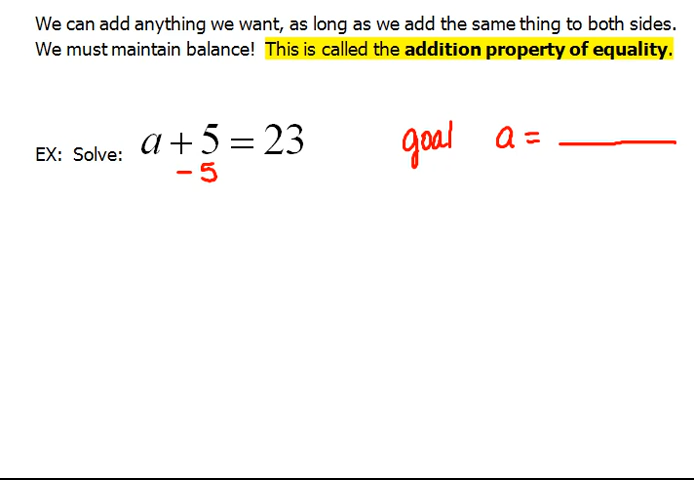 We can add anything we want, as long as we add the same thing to both sides.
We must maintain balance!  This is called the addition property of equality.
EX:  Solve:  a + 5 = 23  goal  a = ______
− 5